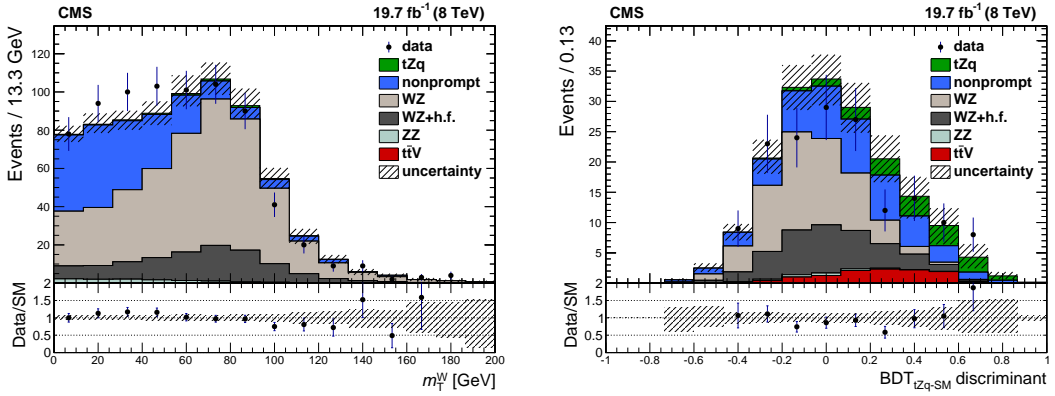 CMS 19.7 fb⁻¹ (8 TeV)
Events / 13.3 GeV
120
100
80
60
40
20
data
tZq
nonprompt
WZ
WZ+h.f.
ZZ
tt̄V
uncertainty
Data/SM
2
1.5
1
0.5
0
0 20 40 60 80 100 120 140 160 180 200
m_T^W [GeV]
CMS 19.7 fb⁻¹ (8 TeV)
Events / 0.13
40
35
30
25
20
15
10
5
data
tZq
nonprompt
WZ
WZ+h.f.
ZZ
tt̄V
uncertainty
Data/SM
2
1.5
1
0.5
0
-1 -0.8 -0.6 -0.4 -0.2 0 0.2 0.4 0.6 0.8 1
BDT_tZq-SM discriminant